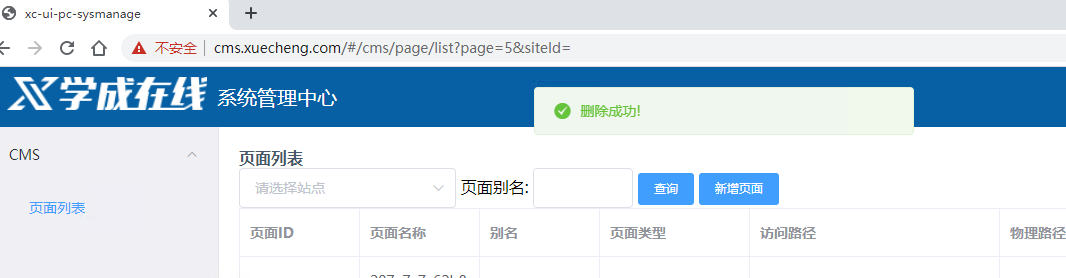 xc-ui-pc-sysmanage
不安全 cms.xuecheng.com/#/cms/page/list?page=5&siteId=
学成在线 系统管理中心
删除成功!
CMS
页面列表
页面列表
请选择站点 页面别名: 查询 新增页面
页面ID 页面名称 别名 页面类型 访问路径 物理路径